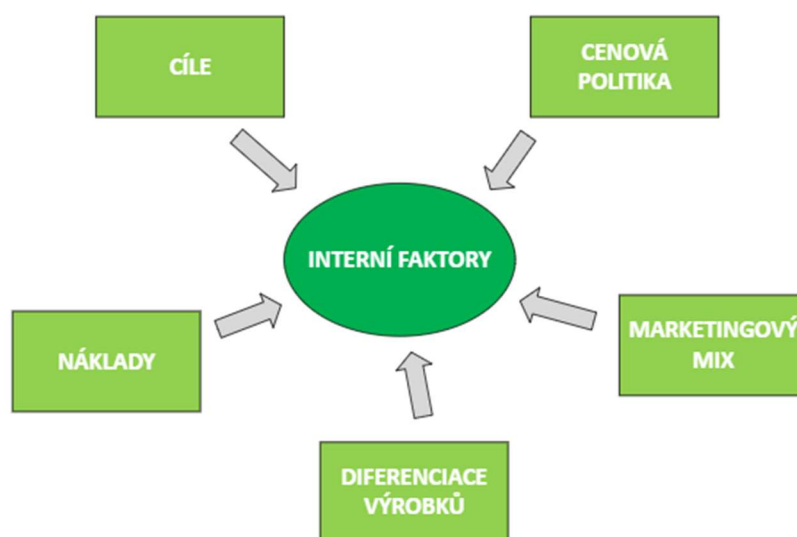 CÍLE
CENOVÁ
POLITIKA
INTERNÍ FAKTORY
NÁKLADY
MARKETINGOVÝ
MIX
DIFERENCIACE
VÝROBKŮ